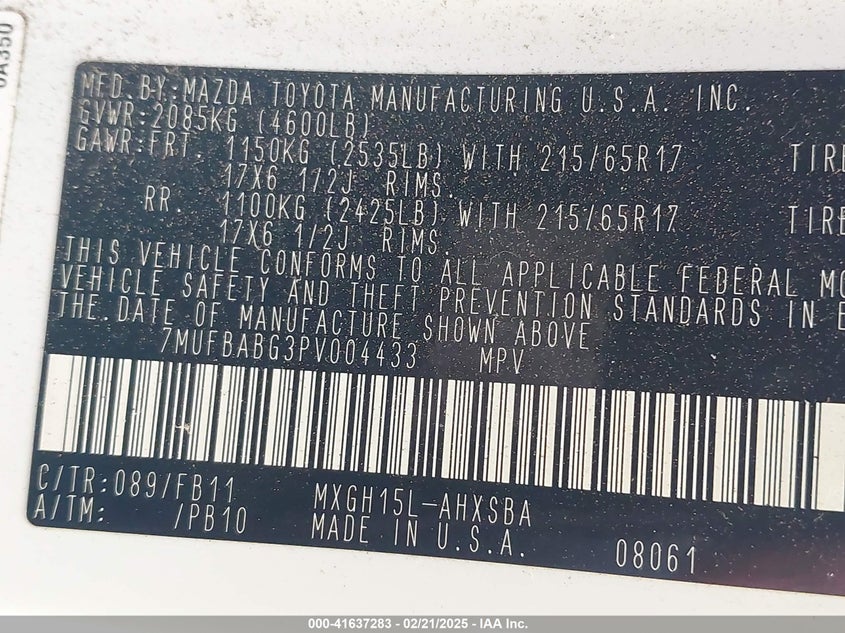 0A350
MFD.BY:MAZDA TOYOTA MANUFACTURING U.S.A. INC.
GVWR:2085KG (4600LB)
GAWR:FRT. 1150KG (2535LB) WITH 215/65R17 TIRE
17X6 1/2J RIMS.
RR. 1100KG (2425LB) WITH 215/65R17 TIRE
17X6 1/2J RIMS.
THIS VEHICLE CONFORMS TO ALL APPLICABLE FEDERAL MO
VEHICLE SAFETY AND THEFT PREVENTION STANDARDS IN E
THE.DATE OF MANUFACTURE SHOWN ABOVE.
7MUFBABG3PV004433 MPV
C/TR:089/FB11 MXGH15L-AHXSBA
A/TM: /PB10 MADE IN U.S.A. 08061
000-41637283 - 02/21/2025 - IAA Inc.